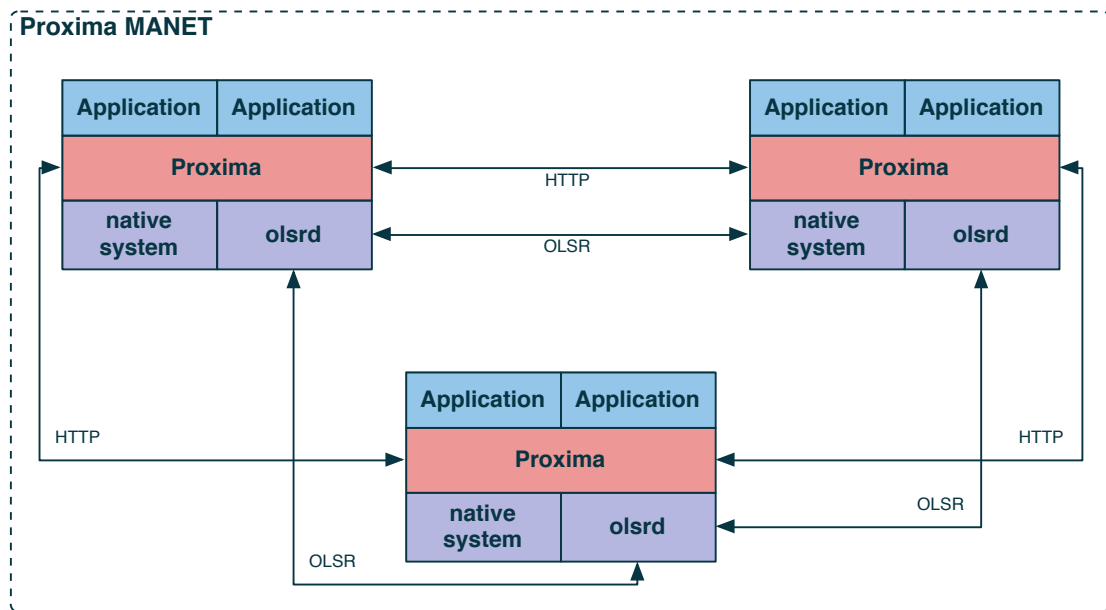 Proxima MANET
Application Application
Proxima
native
system
olsrd
Application Application
Proxima
native
system
olsrd
HTTP
OLSR
Application Application
Proxima
native
system
olsrd
HTTP
HTTP
OLSR
OLSR